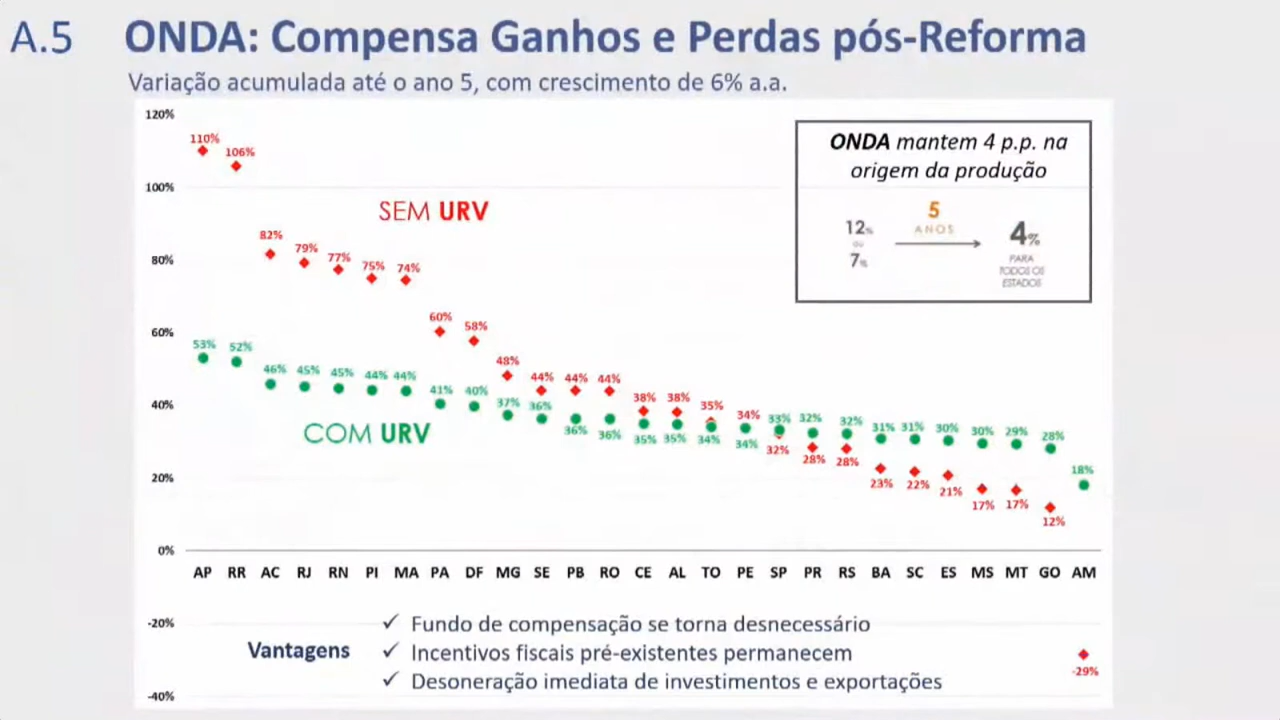 A.5 ONDA: Compensa Ganhos e Perdas pós-Reforma
Variação acumulada até o ano 5, com crescimento de 6% a.a.
120%
100%
80%
60%
40%
20%
0%
-20%
-40%
ONDA mantem 4 p.p. na
origem da produção
12%
ou
7%
5
ANOS
4%
PARA
TODOS OS
ESTADOS
SEM URV
110% 106% 82% 79% 77% 75% 74% 60% 58% 48% 44% 44% 44% 38% 38% 35% 34% 32% 28% 28% 23% 22% 21% 17% 17% 12% -29%
COM URV
53% 52% 46% 45% 45% 44% 44% 41% 40% 37% 36% 36% 36% 35% 35% 34% 34% 33% 32% 32% 31% 31% 30% 30% 29% 28% 18%
AP RR AC RJ RN PI MA PA DF MG SE PB RO CE AL TO PE SP PR RS BA SC ES MS MT GO AM
Vantagens
✓ Fundo de compensação se torna desnecessário
✓ Incentivos fiscais pré-existentes permanecem
✓ Desoneração imediata de investimentos e exportações